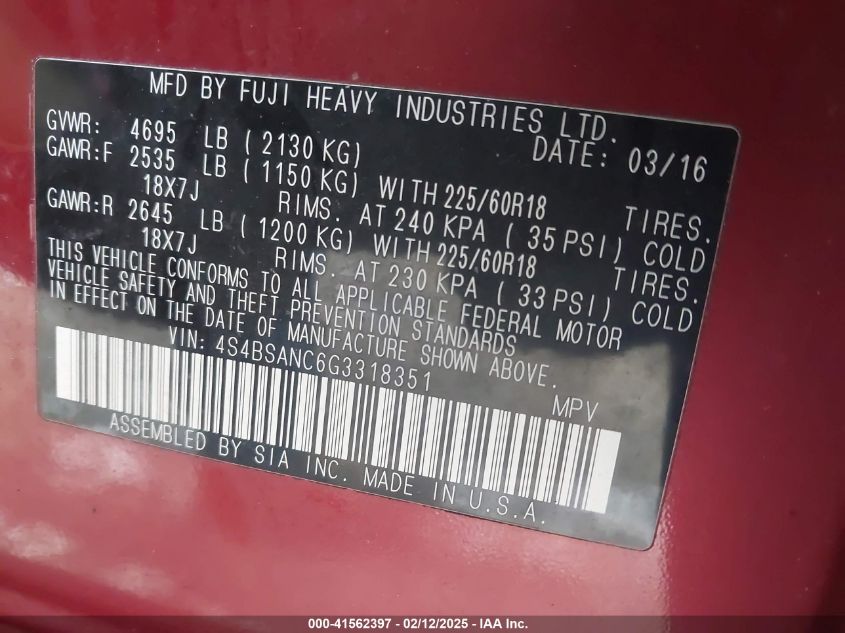 MFD BY FUJI HEAVY INDUSTRIES LTD.
GVWR: 4695 LB ( 2130 KG) DATE: 03/16
GAWR:F 2535 LB ( 1150 KG) WITH 225/60R18 TIRES.
18X7J RIMS. AT 240 KPA ( 35 PSI) COLD
GAWR:R 2645 LB ( 1200 KG) WITH 225/60R18 TIRES.
18X7J RIMS. AT 230 KPA ( 33 PSI) COLD
THIS VEHICLE CONFORMS TO ALL APPLICABLE FEDERAL MOTOR
VEHICLE SAFETY AND THEFT PREVENTION STANDARDS
IN EFFECT ON THE DATE OF MANUFACTURE SHOWN ABOVE.
VIN: 4S4BSANC6G3318351 MPV
ASSEMBLED BY SIA INC. MADE IN U.S.A.
000-41562397 - 02/12/2025 - IAA Inc.